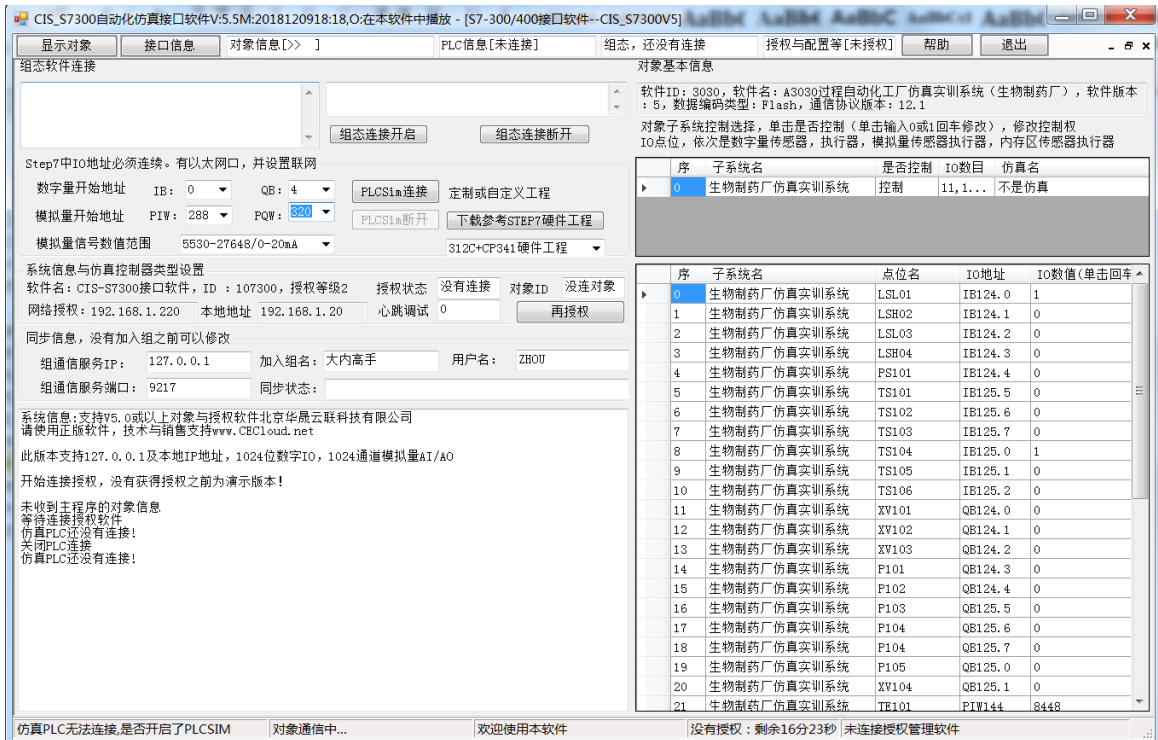 CIS_S7300自动化仿真接口软件V:5.5M:2018120918:18,O:在本软件中播放 - [S7-300/400接口软件--CIS_S7300V5]
显示对象 接口信息 对象信息[>> ] PLC信息[未连接] 组态，还没有连接 授权与配置等[未授权] 帮助 退出
组态软件连接
组态连接开启 组态连接断开
Step7中IO地址必须连续。有以太网口，并设置联网
数字量开始地址 IB: 0 QB: 4 PLCSim连接 定制或自定义工程
模拟量开始地址 PIW: 288 PQW: 320 PLCSim断开 下载参考STEP7硬件工程
模拟量信号数值范围 5530-27648/0-20mA 312C+CP341硬件工程
系统信息与仿真控制器类型设置
软件名: CIS-S7300接口软件, ID : 107300, 授权等级2 授权状态 没有连接 对象ID 没连对象
网络授权: 192.168.1.220 本地地址 192.168.1.20 心跳调试 0 再授权
同步信息，没有加入组之前可以修改
组通信服务IP: 127.0.0.1 加入组名: 大内高手 用户名: ZHOU
组通信服务端口: 9217 同步状态:
系统信息:支持V5.0或以上对象与授权软件北京华晟云联科技有限公司
请使用正版软件，技术与销售支持www.CECloud.net
此版本支持127.0.0.1及本地IP地址，1024位数字IO，1024通道模拟量AI/AO
开始连接授权，没有获得授权之前为演示版本!
未收到主程序的对象信息
等待连接授权软件
仿真PLC还没有连接!
关闭PLC连接
仿真PLC还没有连接!
对象基本信息
软件ID: 3030, 软件名: A3030过程自动化工厂仿真实训系统（生物制药厂）, 软件版本
: 5, 数据编码类型: Flash, 通信协议版本: 12.1
对象子系统控制选择，单击是否控制（单击输入0或1回车修改），修改控制权
IO点位，依次是数字量传感器，执行器，模拟量传感器执行器，内存区传感器执行器
序 子系统名 是否控制 IO数目 仿真名
0 生物制药厂仿真实训系统 控制 11,1... 不是仿真
序 子系统名 点位名 IO地址 IO数值(单击回车
0 生物制药厂仿真实训系统 LSL01 IB124.0 1
1 生物制药厂仿真实训系统 LSH02 IB124.1 0
2 生物制药厂仿真实训系统 LSL03 IB124.2 0
3 生物制药厂仿真实训系统 LSH04 IB124.3 0
4 生物制药厂仿真实训系统 PS101 IB124.4 0
5 生物制药厂仿真实训系统 TS101 IB125.5 0
6 生物制药厂仿真实训系统 TS102 IB125.6 0
7 生物制药厂仿真实训系统 TS103 IB125.7 0
8 生物制药厂仿真实训系统 TS104 IB125.0 1
9 生物制药厂仿真实训系统 TS105 IB125.1 0
10 生物制药厂仿真实训系统 TS106 IB125.2 0
11 生物制药厂仿真实训系统 XV101 QB124.0 0
12 生物制药厂仿真实训系统 XV102 QB124.1 0
13 生物制药厂仿真实训系统 XV103 QB124.2 0
14 生物制药厂仿真实训系统 P101 QB124.3 0
15 生物制药厂仿真实训系统 P102 QB124.4 0
16 生物制药厂仿真实训系统 P103 QB125.5 0
17 生物制药厂仿真实训系统 P104 QB125.6 0
18 生物制药厂仿真实训系统 P104 QB125.7 0
19 生物制药厂仿真实训系统 P105 QB125.0 0
20 生物制药厂仿真实训系统 XV104 QB125.1 0
21 生物制药厂仿真实训系统 TE101 PIW144 8448
仿真PLC无法连接,是否开启了PLCSIM 对象通信中... 欢迎使用本软件 没有授权：剩余16分23秒 未连接授权管理软件